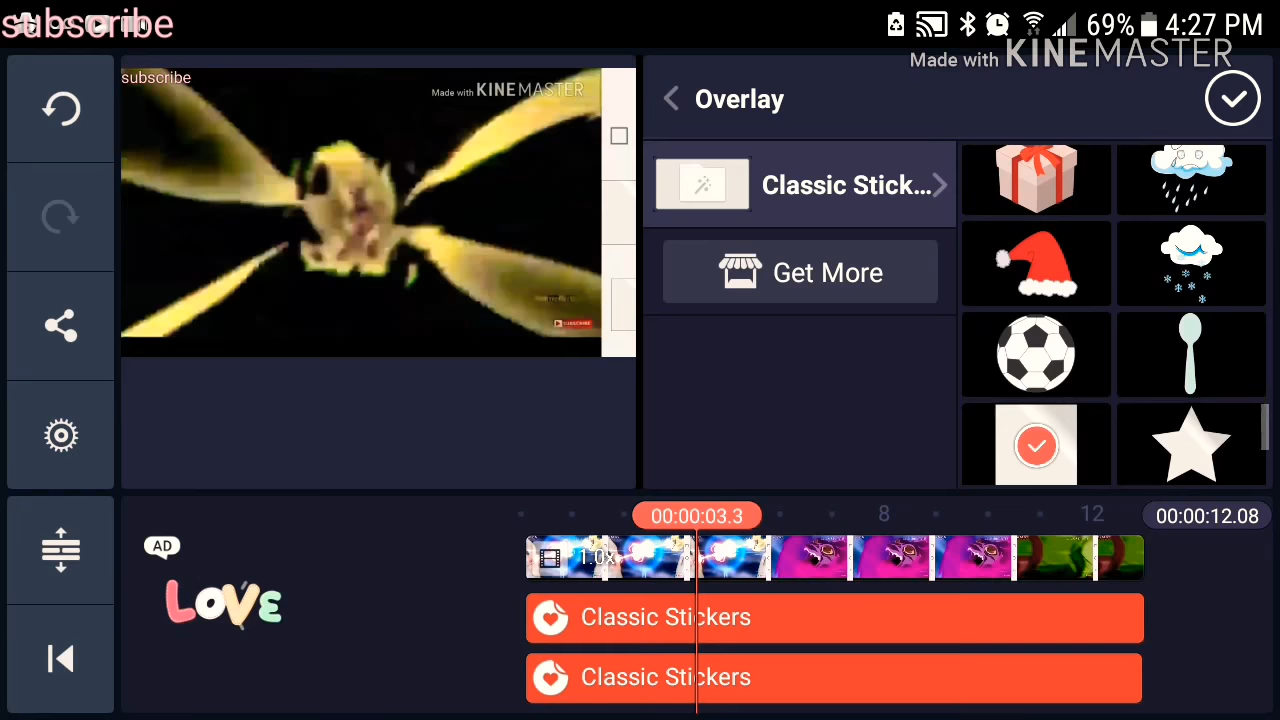 subscribe
69% 4:27 PM
Made with KINEMASTER
subscribe
Made with KINEMASTER
SUBSCRIBE
Overlay
Classic Stick...
Get More
00:00:03.3
8
12
00:00:12.08
1.0x
AD
LOVE
Classic Stickers
Classic Stickers